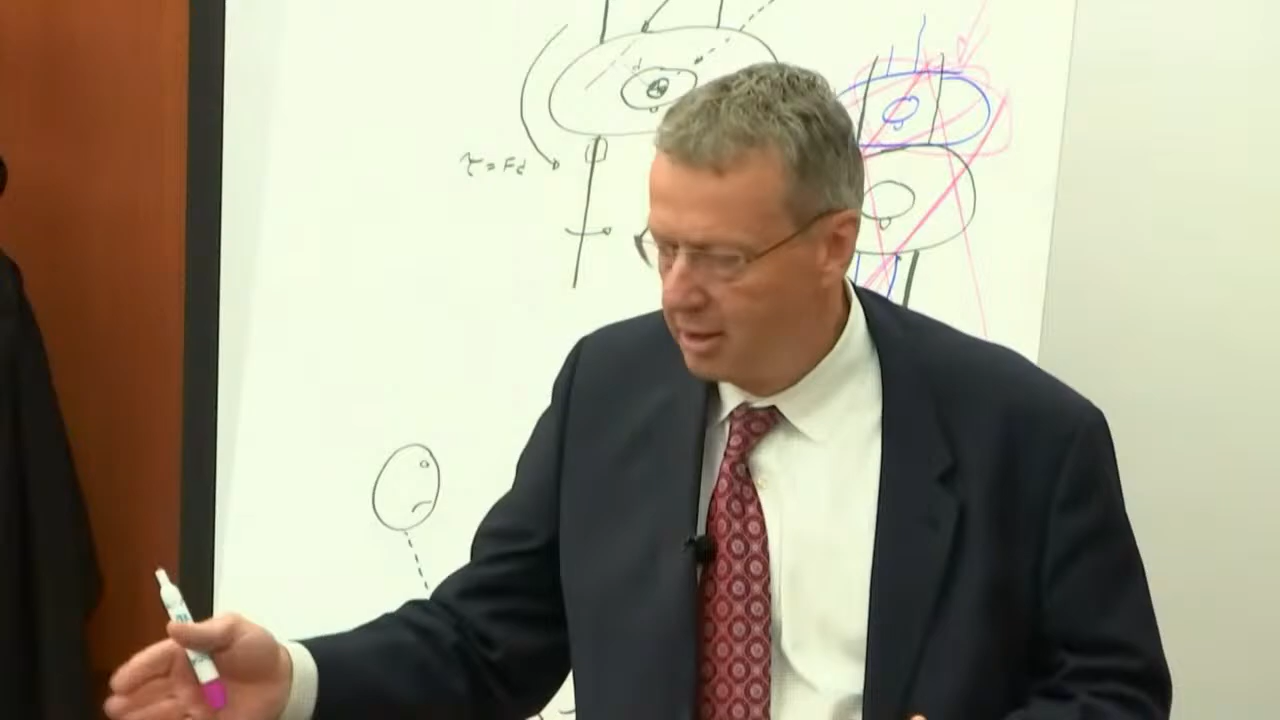 τ = Fd